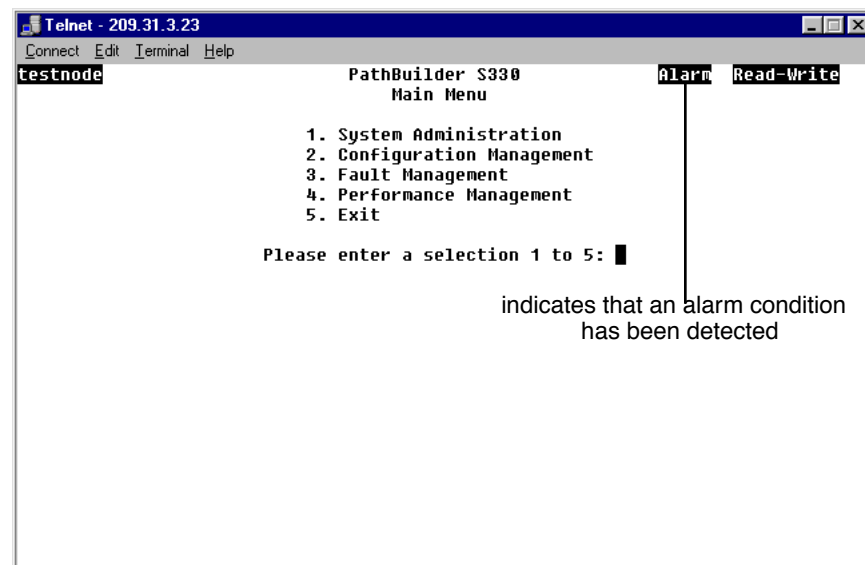 Telnet - 209.31.3.23
Connect Edit Terminal Help
testnode PathBuilder S330 Alarm Read-Write
Main Menu
1. System Administration
2. Configuration Management
3. Fault Management
4. Performance Management
5. Exit
Please enter a selection 1 to 5:
indicates that an alarm condition
has been detected